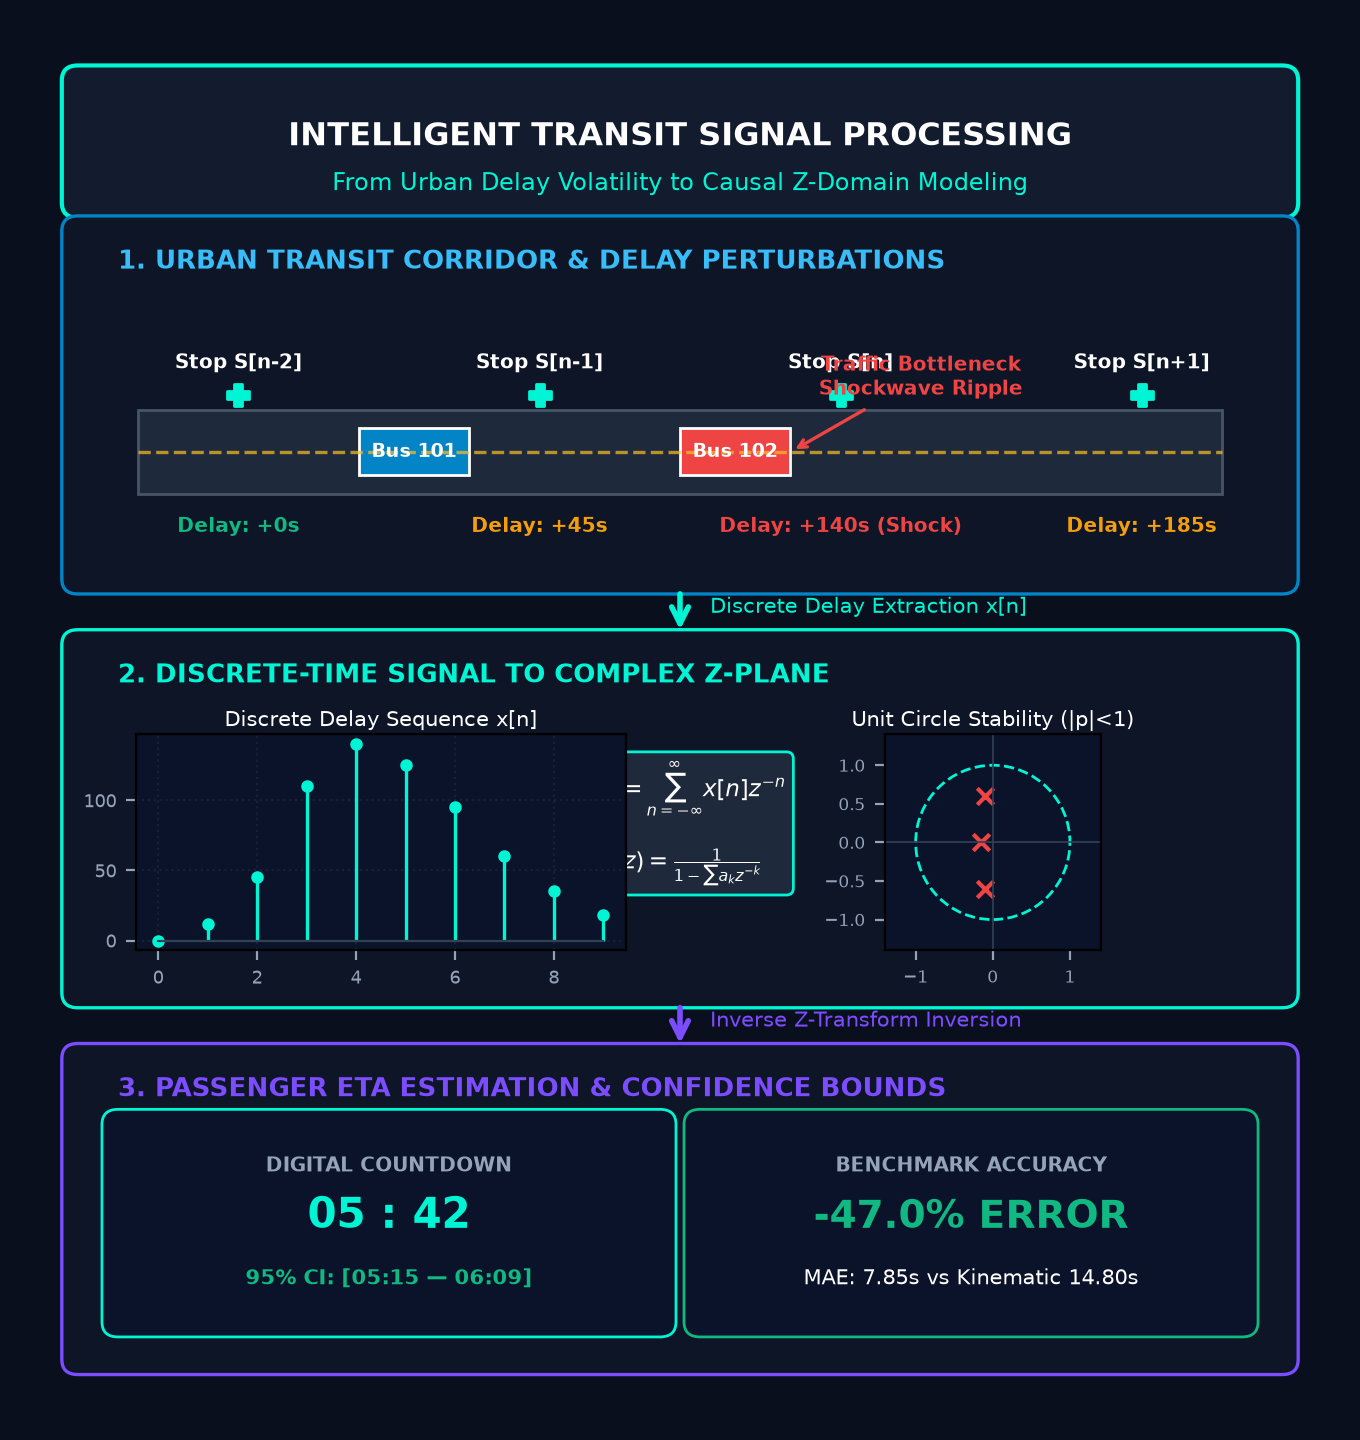 INTELLIGENT TRANSIT SIGNAL PROCESSING
From Urban Delay Volatility to Causal Z-Domain Modeling
1. URBAN TRANSIT CORRIDOR & DELAY PERTURBATIONS
Stop S[n-2]
Stop S[n-1]
Stop S[n]
Stop S[n+1]
Traffic Bottleneck
Shockwave Ripple
Bus 101
Bus 102
Delay: +0s
Delay: +45s
Delay: +140s (Shock)
Delay: +185s
Discrete Delay Extraction x[n]
2. DISCRETE-TIME SIGNAL TO COMPLEX Z-PLANE
Discrete Delay Sequence x[n]
100
50
0
0 2 4 6 8
= ∑_{n=−∞}^{∞} x[n]z^{−n}
z) = 1 / (1−∑a_k z^{−k})
Unit Circle Stability (|p|<1)
1.0
0.5
0.0
−0.5
−1.0
−1 0 1
Inverse Z-Transform Inversion
3. PASSENGER ETA ESTIMATION & CONFIDENCE BOUNDS
DIGITAL COUNTDOWN
05 : 42
95% CI: [05:15 — 06:09]
BENCHMARK ACCURACY
-47.0% ERROR
MAE: 7.85s vs Kinematic 14.80s